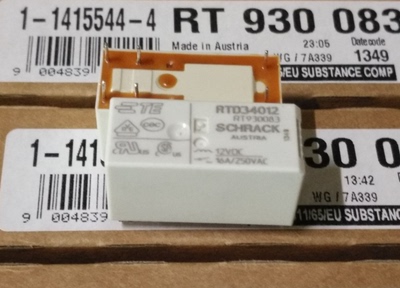 1-1415544-4 RT 930 083
Made in Austria 23:05 Datecode
9 004839 WG / 7A339 1349
5/EU SUBSTANCE COMP
TE RTD34012
RT930083
SCHRACK
AUSTRIA
12VDC
16A/250VAC
1-141 30 0
13:42
9 004839 WG / 7A339
11/65/EU SUBSTANC